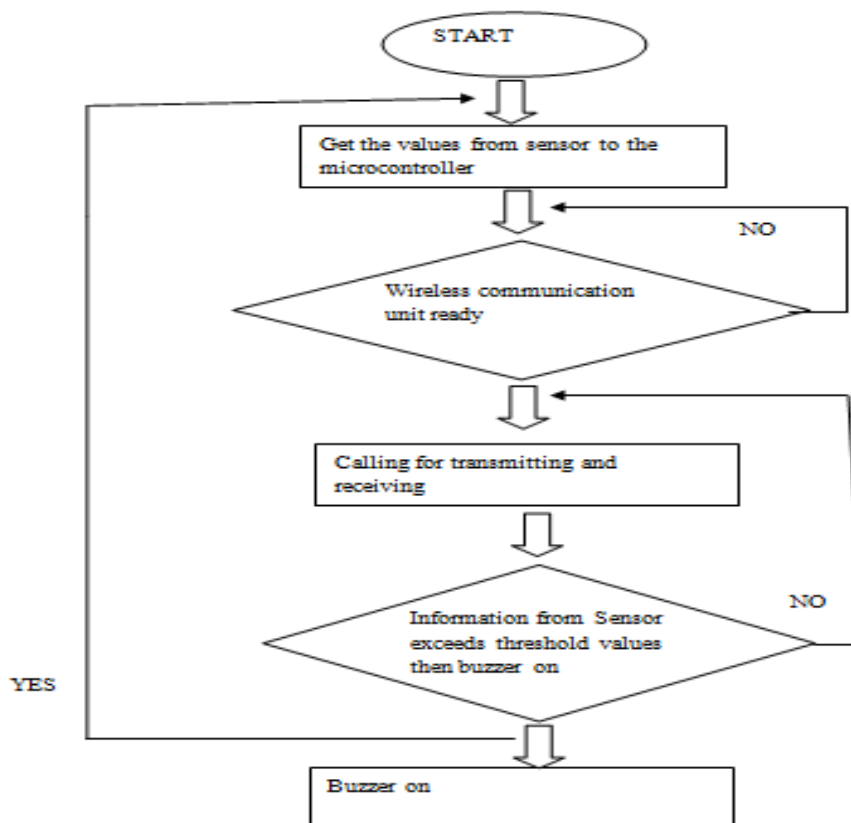 START
Get the values from sensor to the
microcontroller
NO
Wireless communication
unit ready
Calling for transmitting and
receiving
NO
Information from Sensor
exceeds threshold values
then buzzer on
YES
Buzzer on